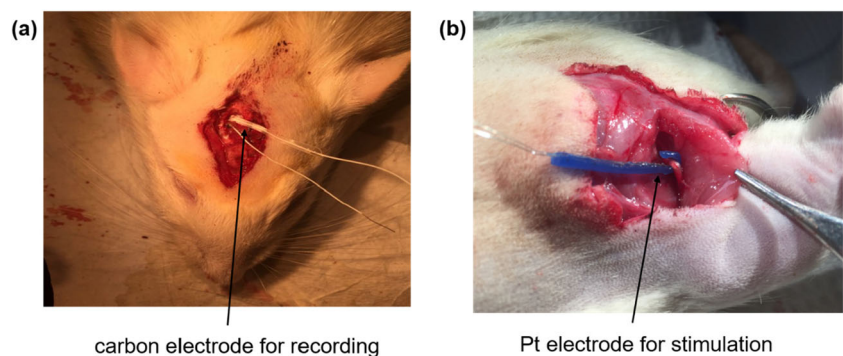 (a)
(b)
carbon electrode for recording
Pt electrode for stimulation